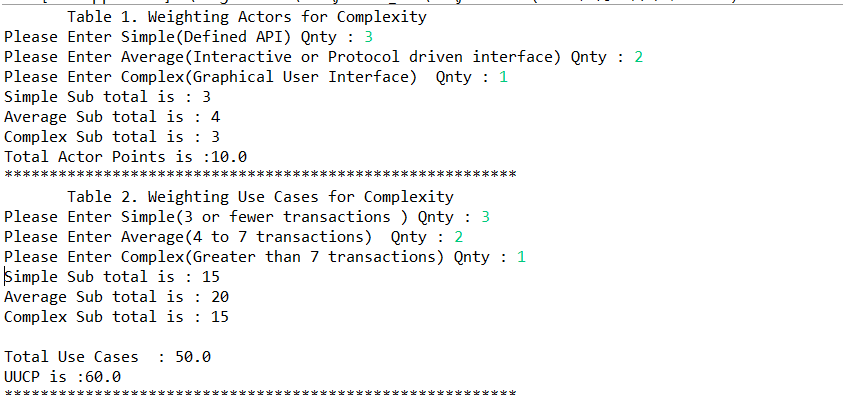 Table 1. Weighting Actors for Complexity
Please Enter Simple(Defined API) Qnty : 3
Please Enter Average(Interactive or Protocol driven interface) Qnty : 2
Please Enter Complex(Graphical User Interface)  Qnty : 1
Simple Sub total is : 3
Average Sub total is : 4
Complex Sub total is : 3
Total Actor Points is :10.0
*********************************************************
Table 2. Weighting Use Cases for Complexity
Please Enter Simple(3 or fewer transactions ) Qnty : 3
Please Enter Average(4 to 7 transactions)  Qnty : 2
Please Enter Complex(Greater than 7 transactions) Qnty : 1
Simple Sub total is : 15
Average Sub total is : 20
Complex Sub total is : 15
Total Use Cases  : 50.0
UUCP is :60.0
*********************************************************